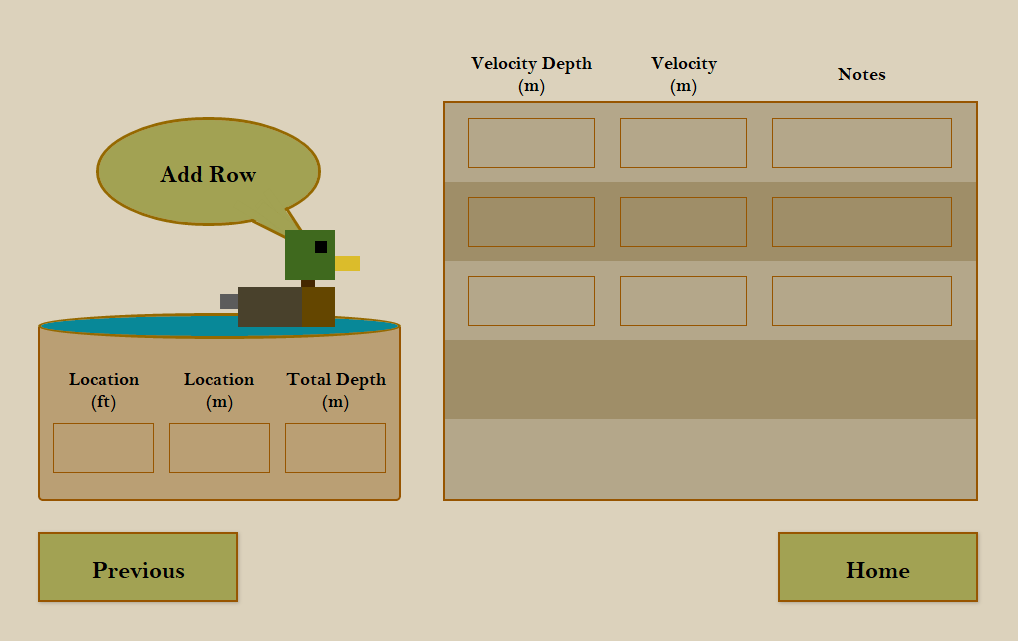 Velocity Depth
(m)
Velocity
(m)
Notes
Add Row
Location
(ft)
Location
(m)
Total Depth
(m)
Previous
Home